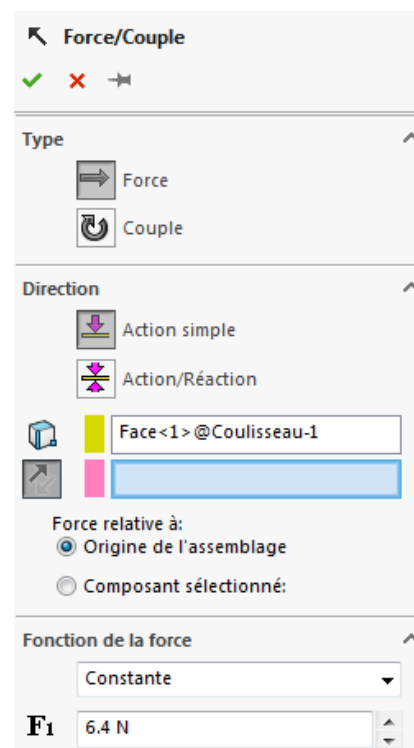 Force/Couple
Type
Force
Couple
Direction
Action simple
Action/Réaction
Face<1>@Coulisseau-1
Force relative à:
Origine de l'assemblage
Composant sélectionné:
Fonction de la force
Constante
F1 6.4 N